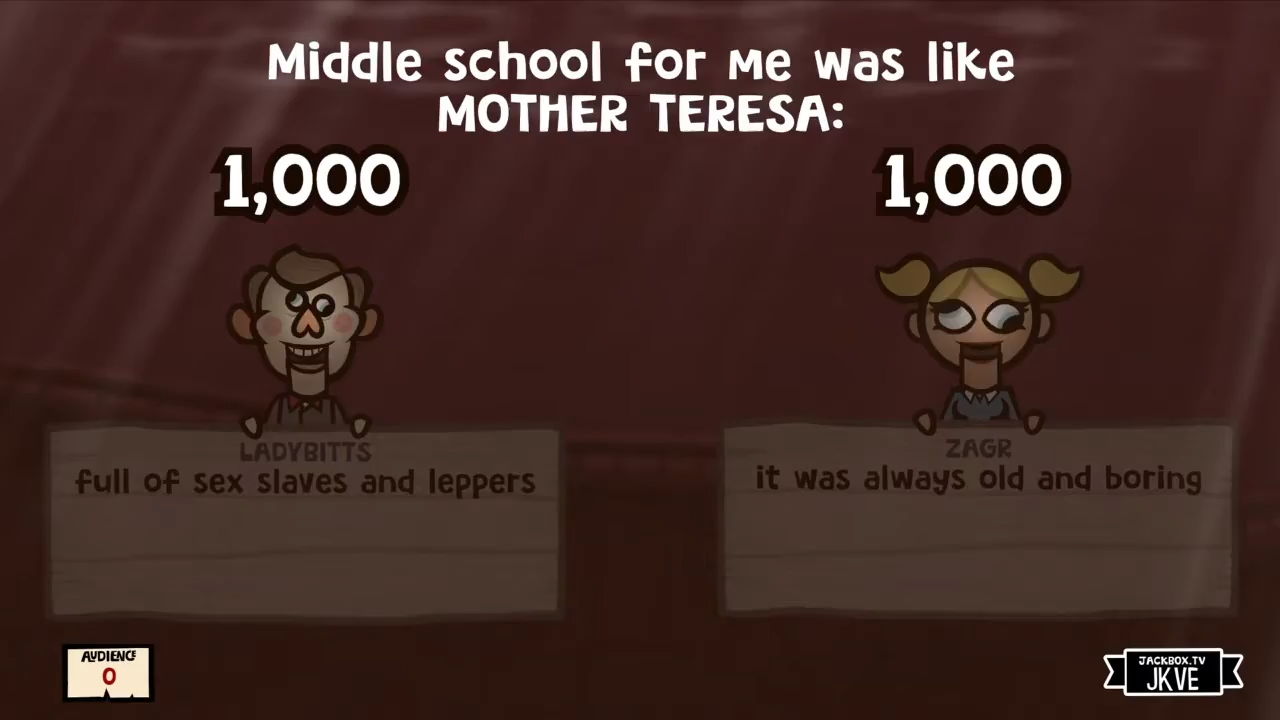 Middle school for me was like
MOTHER TERESA:
1,000
1,000
LADYBITTS
full of sex slaves and leppers
ZAGR
it was always old and boring
AUDIENCE
0
JACKBOX.TV
JKVE